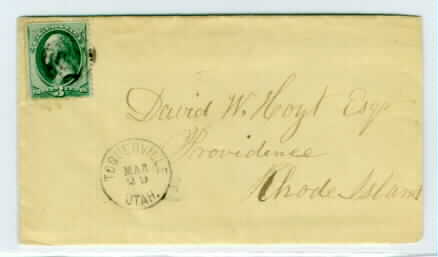 David W. Hoyt Esq
Providence
Rhode Island
TOQUERVILLE
MAR
29
UTAH.